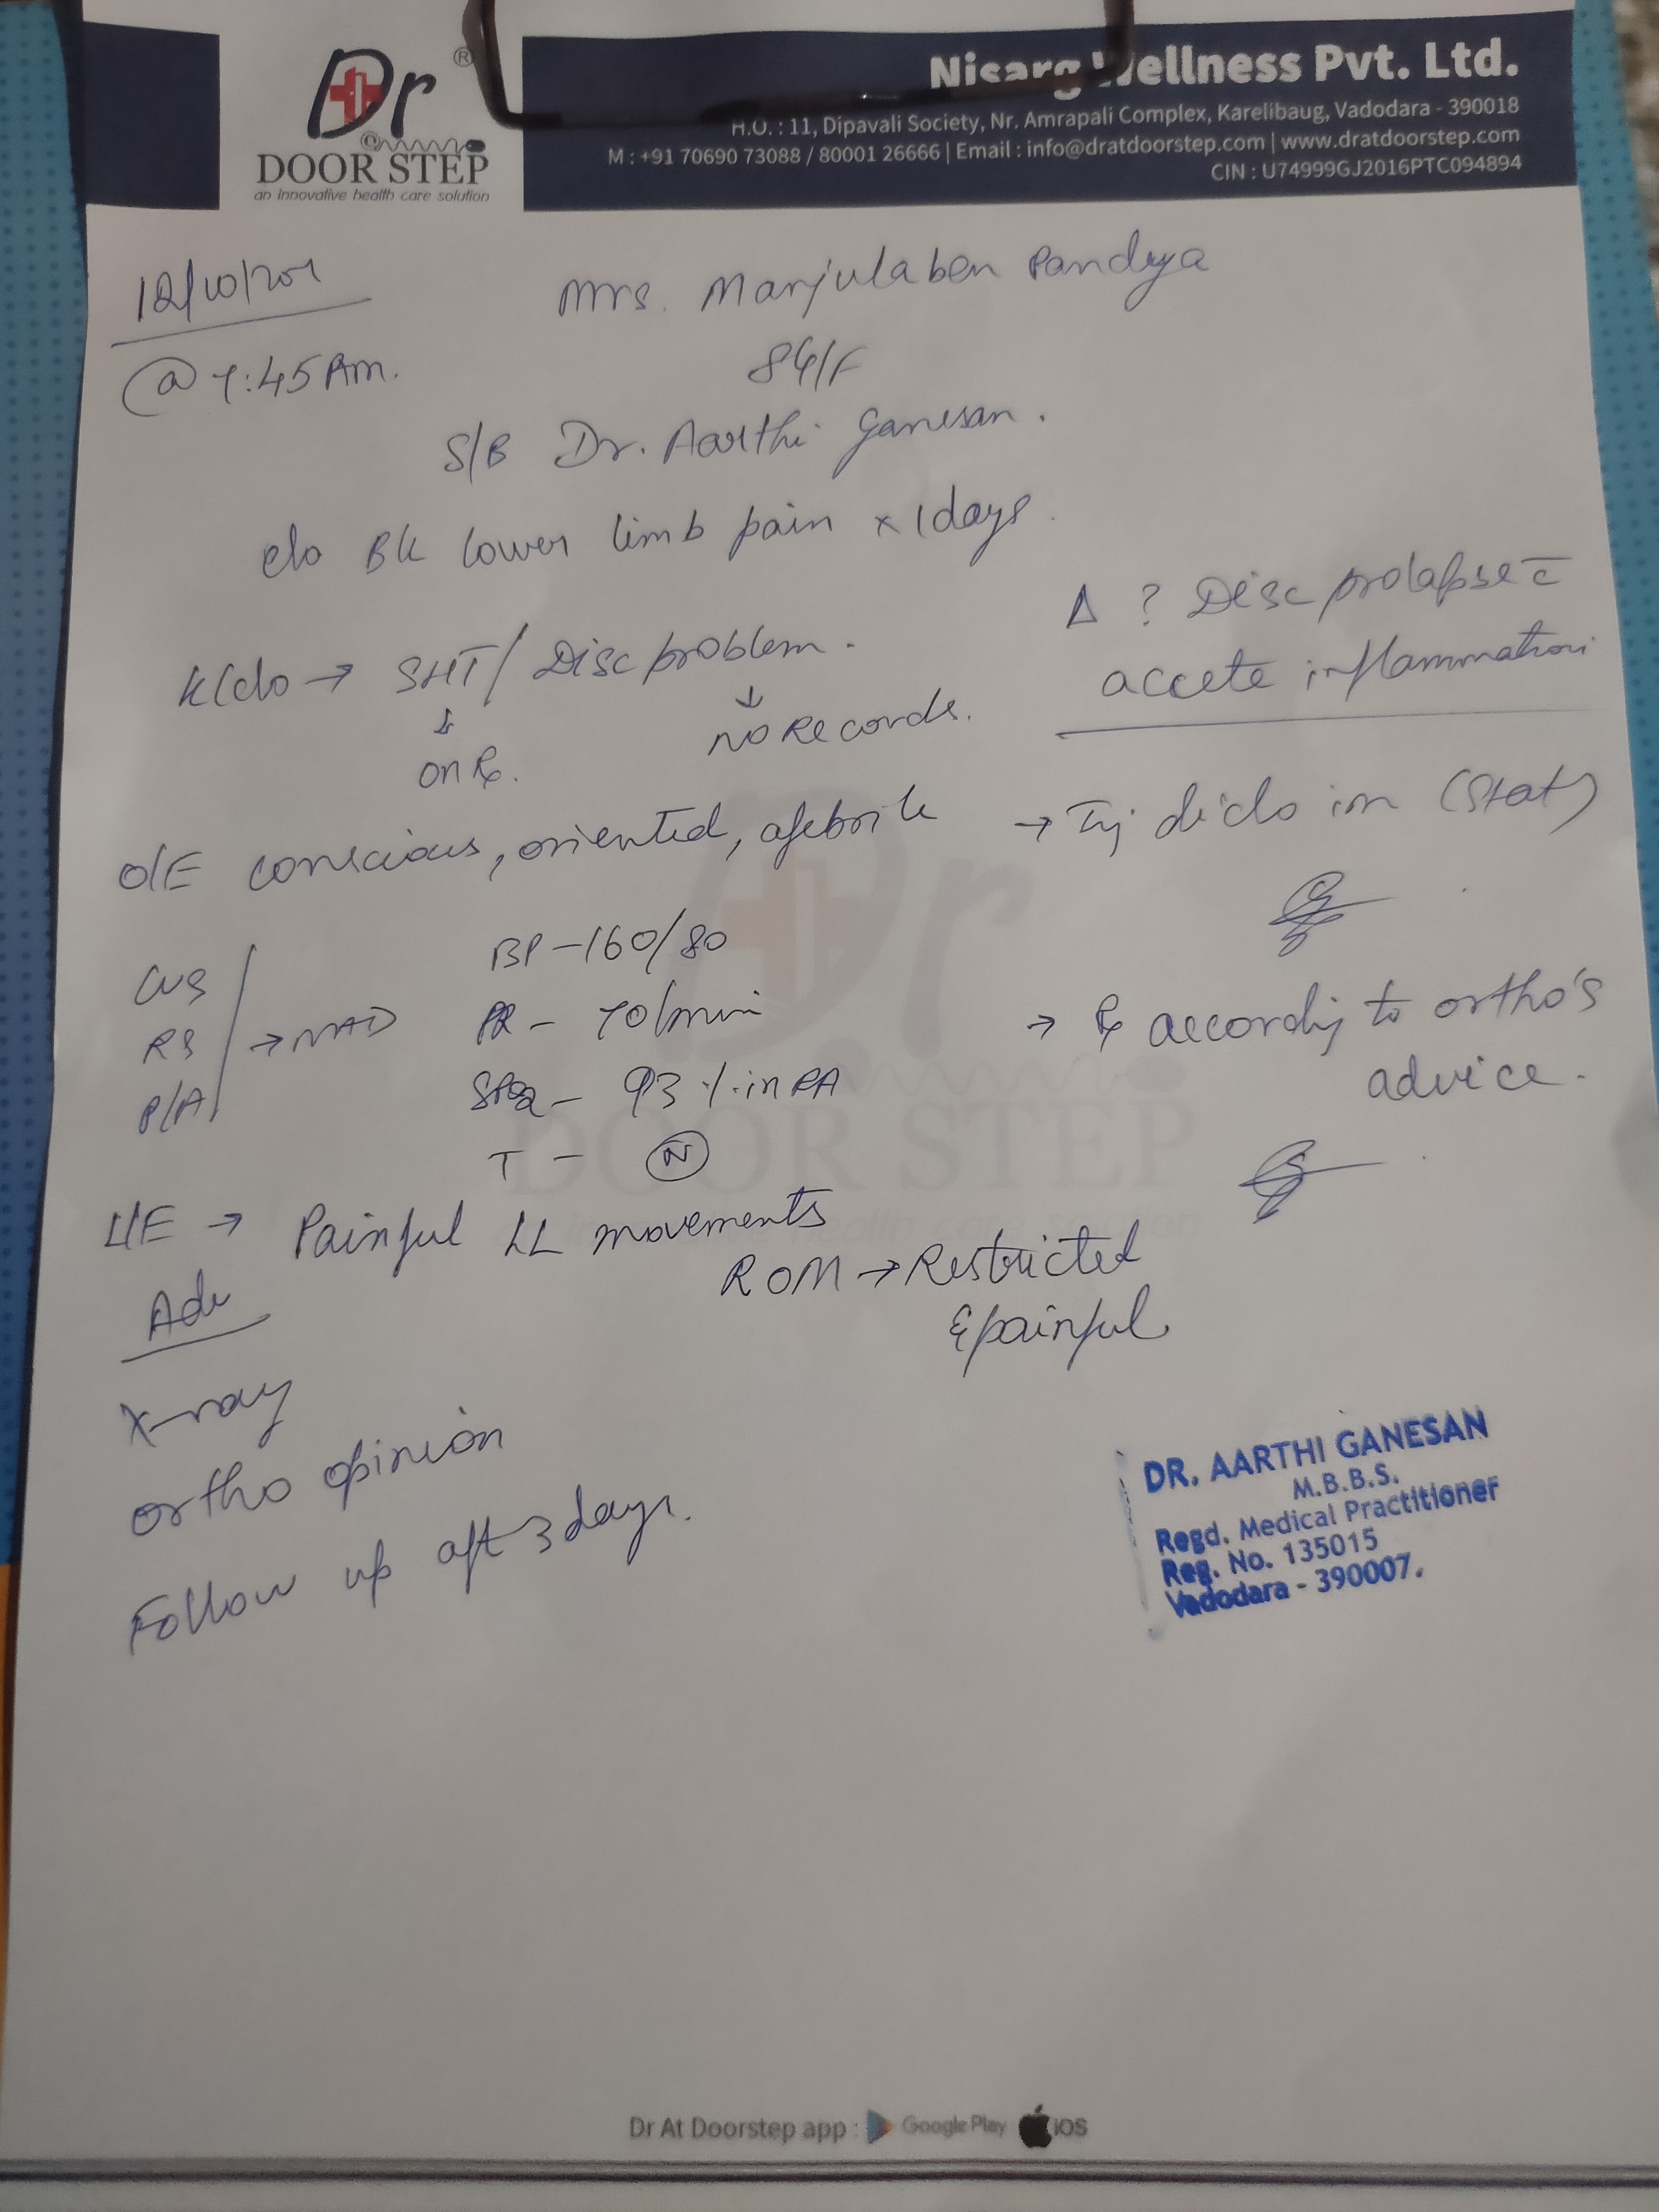 Dr
®
@
DOOR STEP
an innovative health care solution
Nisarg Wellness Pvt. Ltd.
H.O. : 11, Dipavali Society, Nr. Amrapali Complex, Karelibaug, Vadodara - 390018
M : +91 70690 73088 / 80001 26666 | Email : info@dratdoorstep.com | www.dratdoorstep.com
CIN : U74999GJ2016PTC094894
12/10/201
@ 7:45 Am.
Mrs. Manjulaben Pandya
/F
S/B Dr. Aarthi Ganesan.
c/o B/L lower limb pain x 1days.
K/c/o → SHT / Disc problem.
↓ on Rx.
↓ NO Records.
Δ ? Disc prolapse c̄
accute inflammation
O/E conscious, oriented, afebrile
→ Inj diclo im (Stat)
CVS
RS
P/A
→ NAD
BP - 160/80
PR - 70/min
SPO2 - 93 %. in RA
T - N
→ Rx according to ortho's
advice.
L/E → Painful LL movements
ROM → Restricted
& painful
Adv
X-ray
ortho opinion
Follow up aft 3 days.
DR. AARTHI GANESAN
M.B.B.S.
Regd. Medical Practitioner
Reg. No. 135015
Vadodara - 390007.
Dr
DOOR STEP
Dr At Doorstep app : Google Play iOS